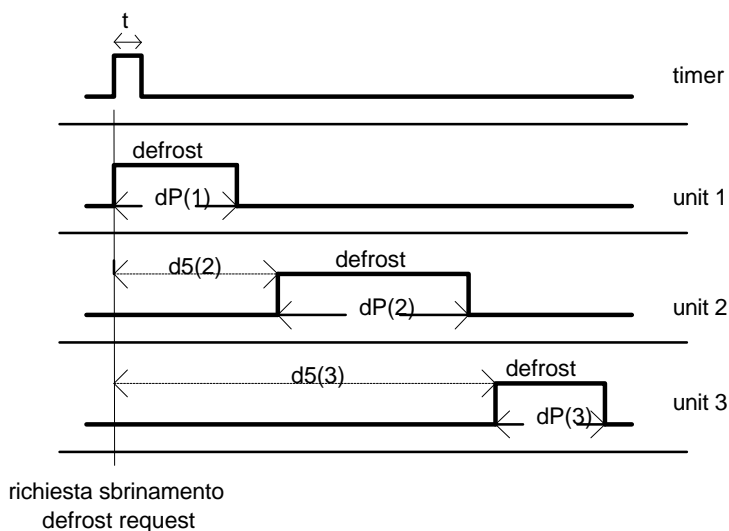 t
timer
defrost
dP(1)
unit 1
d5(2)
defrost
dP(2)
unit 2
d5(3)
defrost
dP(3)
unit 3
richiesta sbrinamento
defrost request